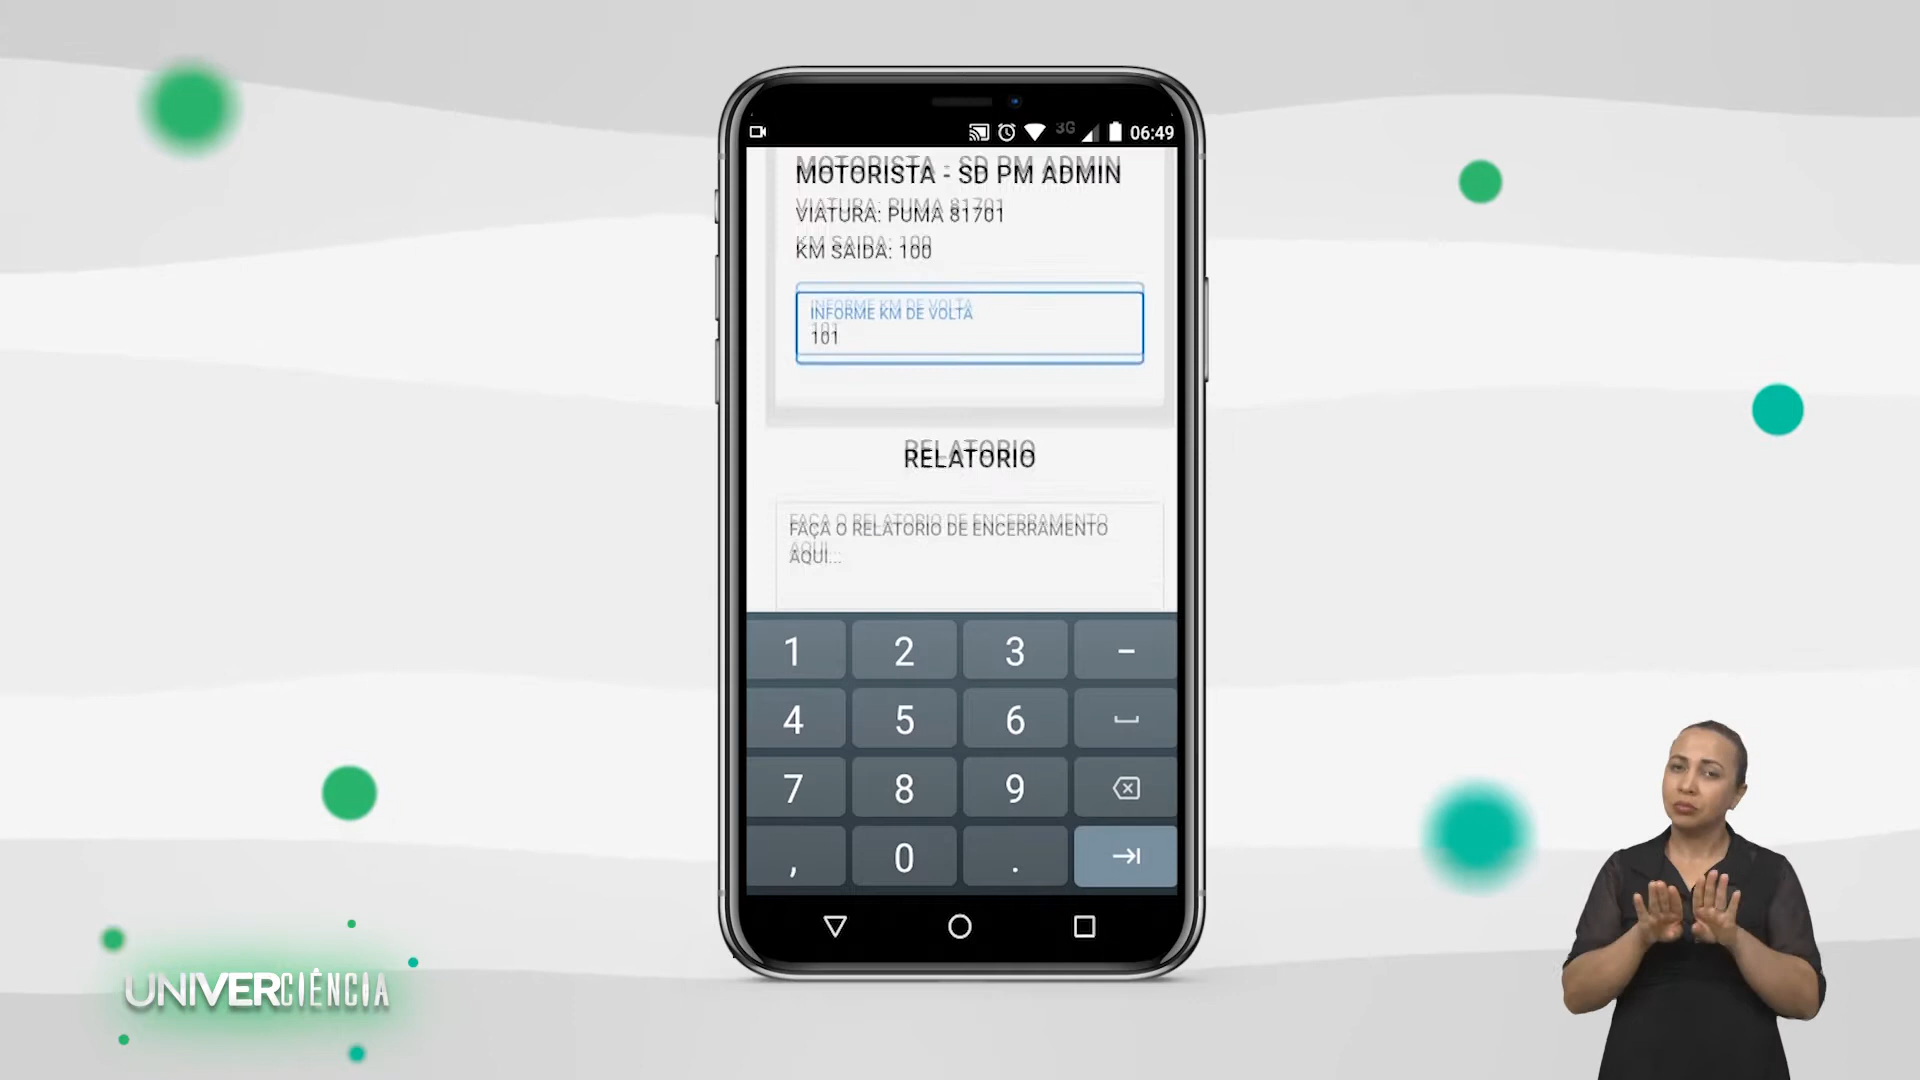 3G 06:49
MOTORISTA - SD PM ADMIN
VIATURA: PUMA 81701
KM SAIDA: 100
INFORME KM DE VOLTA
101
RELATORIO
FAÇA O RELATORIO DE ENCERRAMENTO
AQUI...
1 2 3 -
4 5 6
7 8 9
, 0 .
UNIVERCIÊNCIA